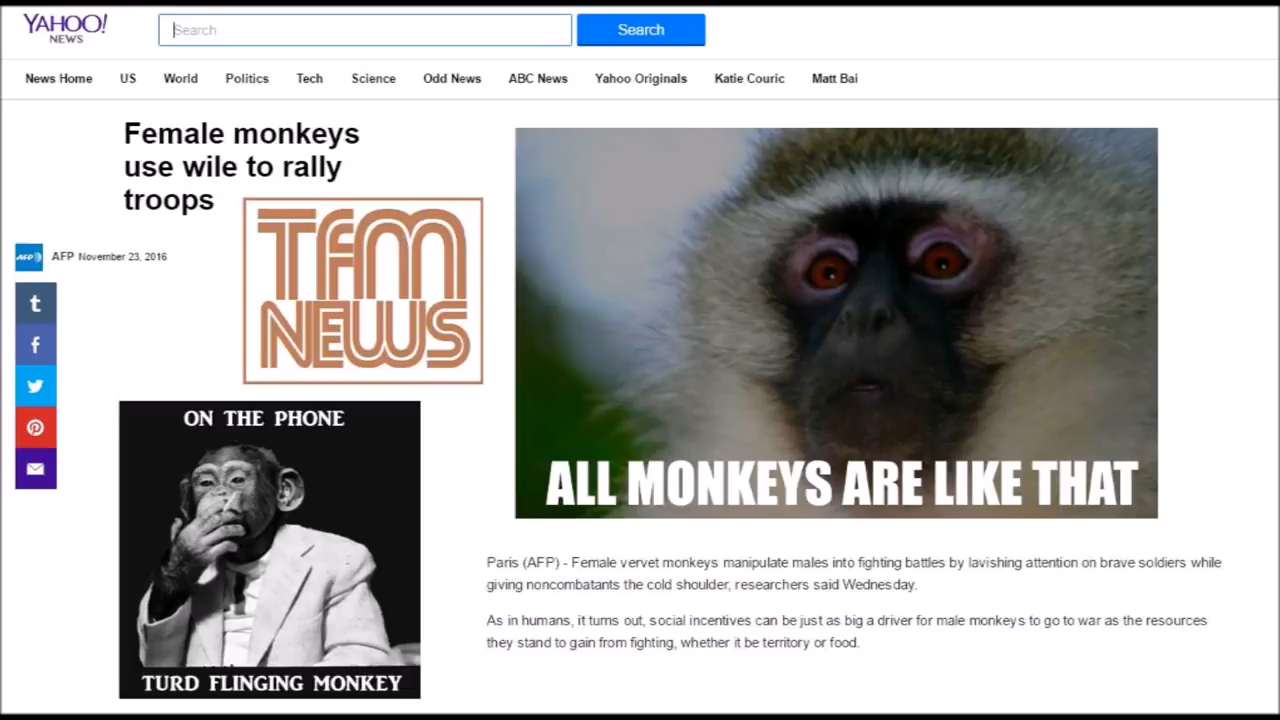 YAHOO!
NEWS
Search
Search
News Home US World Politics Tech Science Odd News ABC News Yahoo Originals Katie Couric Matt Bai
Female monkeys
use wile to rally
troops
TFM
NEWS
AFP AFP November 23, 2016
t
f
ON THE PHONE
TURD FLINGING MONKEY
ALL MONKEYS ARE LIKE THAT
Paris (AFP) - Female vervet monkeys manipulate males into fighting battles by lavishing attention on brave soldiers while
giving noncombatants the cold shoulder, researchers said Wednesday.
As in humans, it turns out, social incentives can be just as big a driver for male monkeys to go to war as the resources
they stand to gain from fighting, whether it be territory or food.